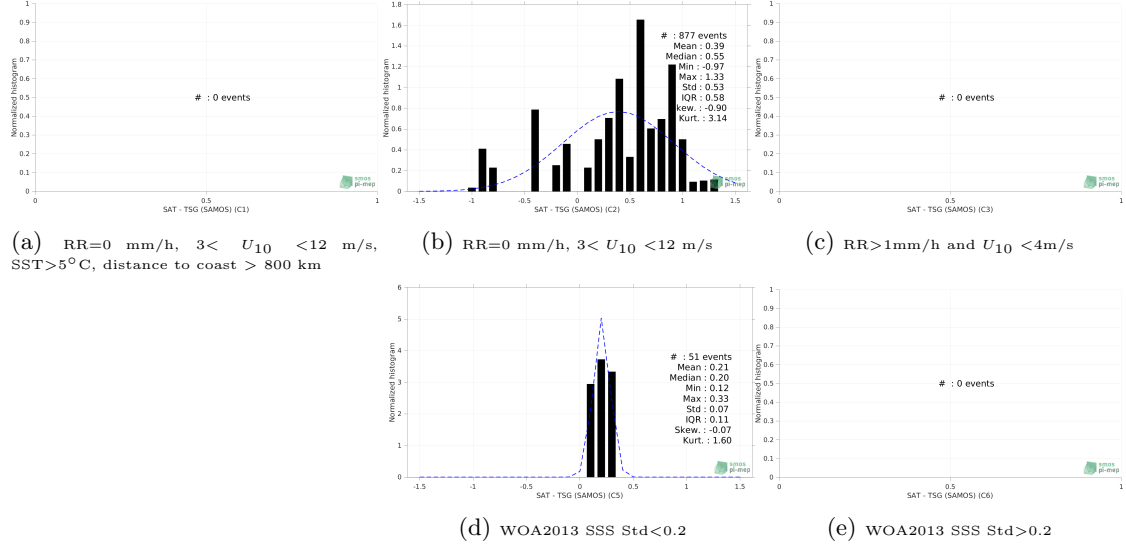 1
0.9
0.8
0.7
0.6
0.5
0.4
0.3
0.2
0.1
0
Normalized histogram
# : 0 events
0 0.5 1
SAT - TSG (SAMOS) (C1)
smos
pi-mep
(a) RR=0 mm/h, 3< U10 <12 m/s,
SST>5°C, distance to coast > 800 km
1.8
1.6
1.4
1.2
1.0
0.8
0.6
0.4
0.2
0
Normalized histogram
# : 877 events
Mean : 0.39
Median : 0.55
Min : -0.97
Max : 1.33
Std : 0.53
IQR : 0.58
kew. : -0.90
Kurt. : 3.14
-1.5 -1 -0.5 0 0.5 1 1.5
SAT - TSG (SAMOS) (C2)
smos
pi-mep
(b) RR=0 mm/h, 3< U10 <12 m/s
1
0.9
0.8
0.7
0.6
0.5
0.4
0.3
0.2
0.1
0
Normalized histogram
# : 0 events
0 0.5 1
SAT - TSG (SAMOS) (C3)
smos
pi-mep
(c) RR>1mm/h and U10 <4m/s
6
5
4
3
2
1
0
Normalized histogram
# : 51 events
Mean : 0.21
Median : 0.20
Min : 0.12
Max : 0.33
Std : 0.07
IQR : 0.11
Skew. : -0.07
Kurt. : 1.60
-1.5 -1 -0.5 0 0.5 1 1.5
SAT - TSG (SAMOS) (C5)
smos
pi-mep
(d) WOA2013 SSS Std<0.2
1
0.9
0.8
0.7
0.6
0.5
0.4
0.3
0.2
0.1
0
Normalized histogram
# : 0 events
0 0.5 1
SAT - TSG (SAMOS) (C6)
smos
pi-mep
(e) WOA2013 SSS Std>0.2